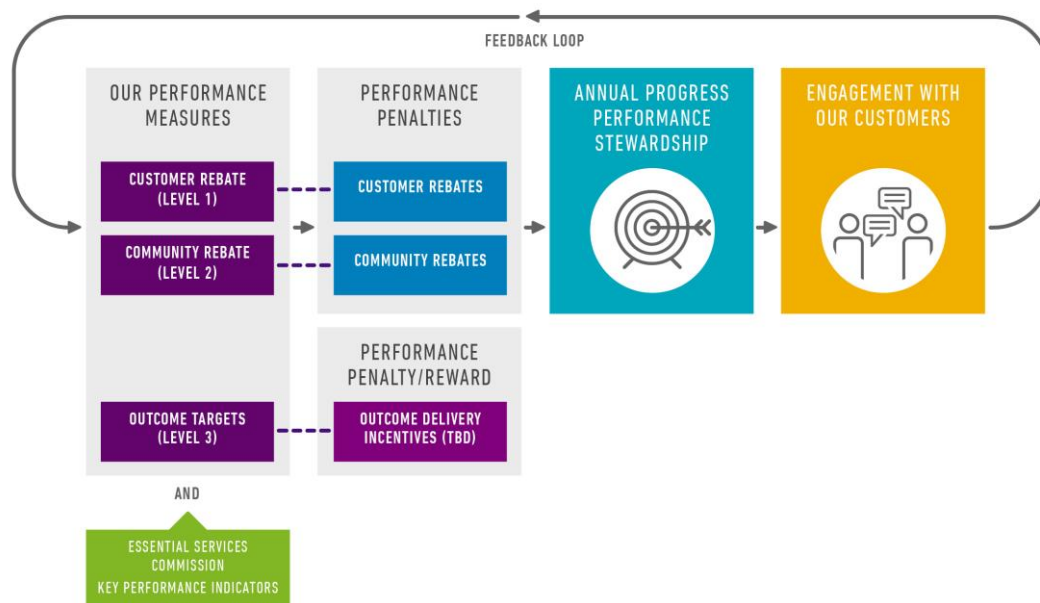 FEEDBACK LOOP
OUR PERFORMANCE
MEASURES
CUSTOMER REBATE
(LEVEL 1)
COMMUNITY REBATE
(LEVEL 2)
OUTCOME TARGETS
(LEVEL 3)
AND
ESSENTIAL SERVICES
COMMISSION
KEY PERFORMANCE INDICATORS
PERFORMANCE
PENALTIES
CUSTOMER REBATES
COMMUNITY REBATES
PERFORMANCE
PENALTY/REWARD
OUTCOME DELIVERY
INCENTIVES (TBD)
ANNUAL PROGRESS
PERFORMANCE
STEWARDSHIP
ENGAGEMENT WITH
OUR CUSTOMERS